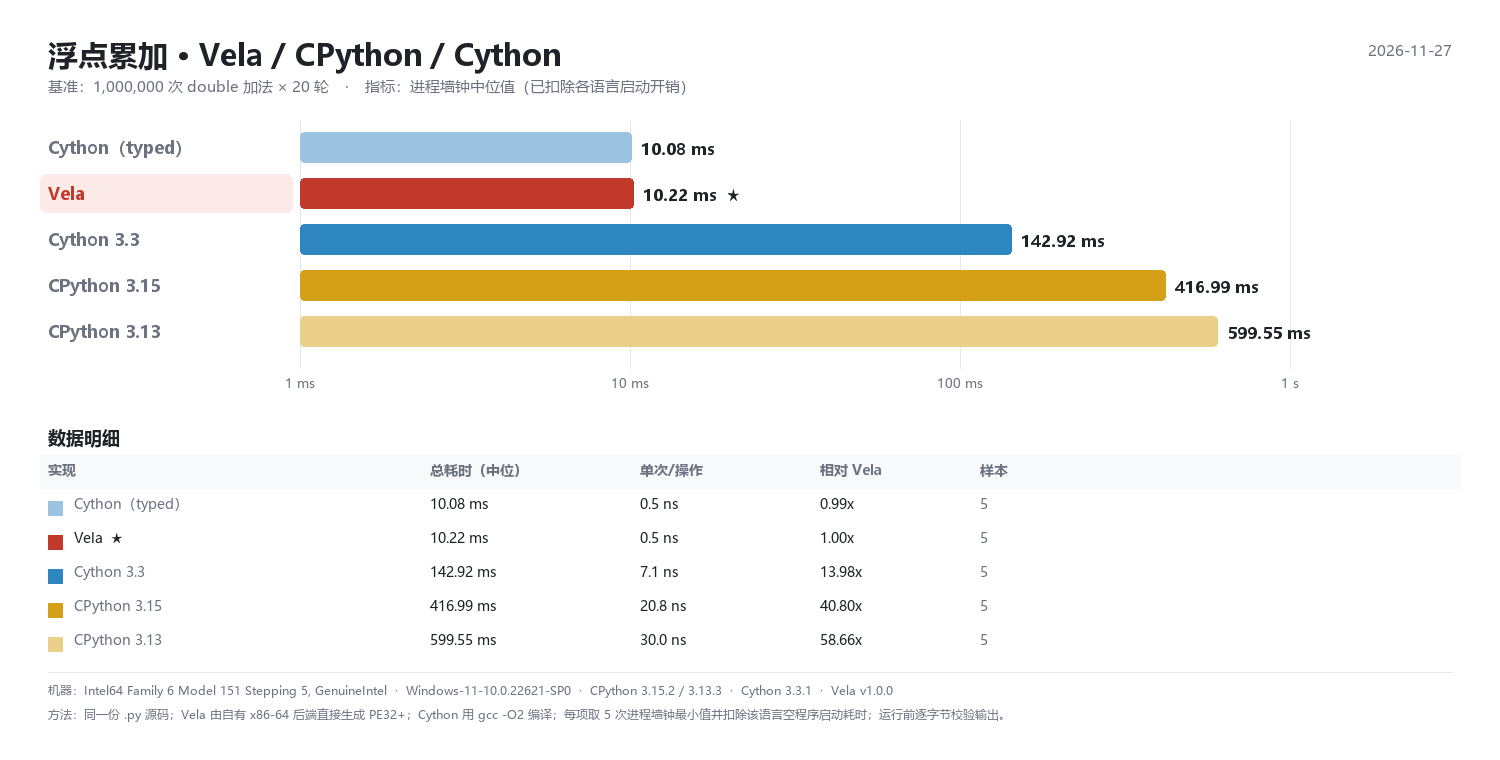 浮点累加 • Vela / CPython / Cython
2026-11-27
基准：1,000,000 次 double 加法 × 20 轮 · 指标：进程墙钟中位值（已扣除各语言启动开销）
Cython（typed） 10.08 ms
Vela 10.22 ms ★
Cython 3.3 142.92 ms
CPython 3.15 416.99 ms
CPython 3.13 599.55 ms
1 ms 10 ms 100 ms 1 s
数据明细
实现 总耗时（中位） 单次/操作 相对 Vela 样本
Cython（typed） 10.08 ms 0.5 ns 0.99x 5
Vela ★ 10.22 ms 0.5 ns 1.00x 5
Cython 3.3 142.92 ms 7.1 ns 13.98x 5
CPython 3.15 416.99 ms 20.8 ns 40.80x 5
CPython 3.13 599.55 ms 30.0 ns 58.66x 5
机器：Intel64 Family 6 Model 151 Stepping 5, GenuineIntel · Windows-11-10.0.22621-SP0 · CPython 3.15.2 / 3.13.3 · Cython 3.3.1 · Vela v1.0.0
方法：同一份 .py 源码；Vela 由自有 x86-64 后端直接生成 PE32+；Cython 用 gcc -O2 编译；每项取 5 次进程墙钟最小值并扣除该语言空程序启动耗时；运行前逐字节校验输出。